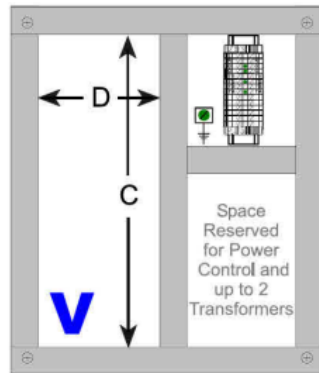 D
C
V
Space
Reserved
for Power
Control and
up to 2
Transformers